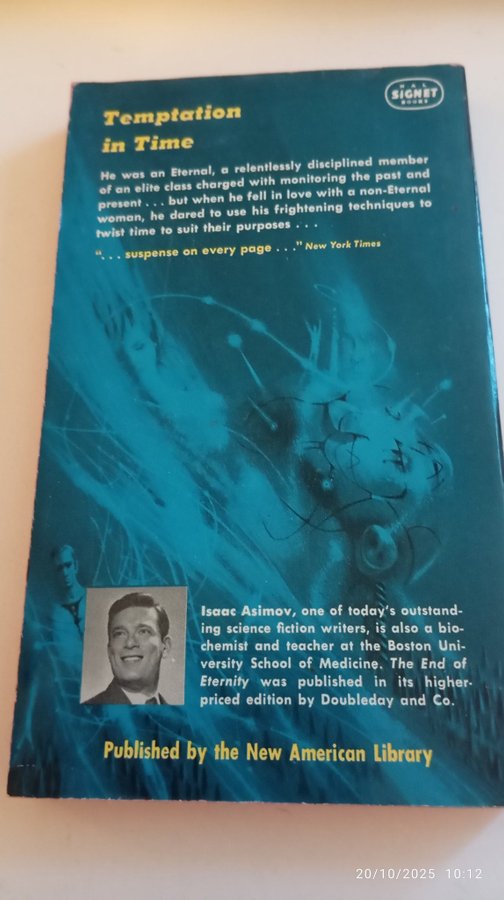 NAL
SIGNET
BOOKS
Temptation
in Time
He was an Eternal, a relentlessly disciplined member
of an elite class charged with monitoring the past and
present . . . but when he fell in love with a non-Eternal
woman, he dared to use his frightening techniques to
twist time to suit their purposes . . .
". . . suspense on every page . . ." New York Times
Isaac Asimov, one of today's outstand-
ing science fiction writers, is also a bio-
chemist and teacher at the Boston Uni-
versity School of Medicine. The End of
Eternity was published in its higher-
priced edition by Doubleday and Co.
Published by the New American Library
20/10/2025 10:12